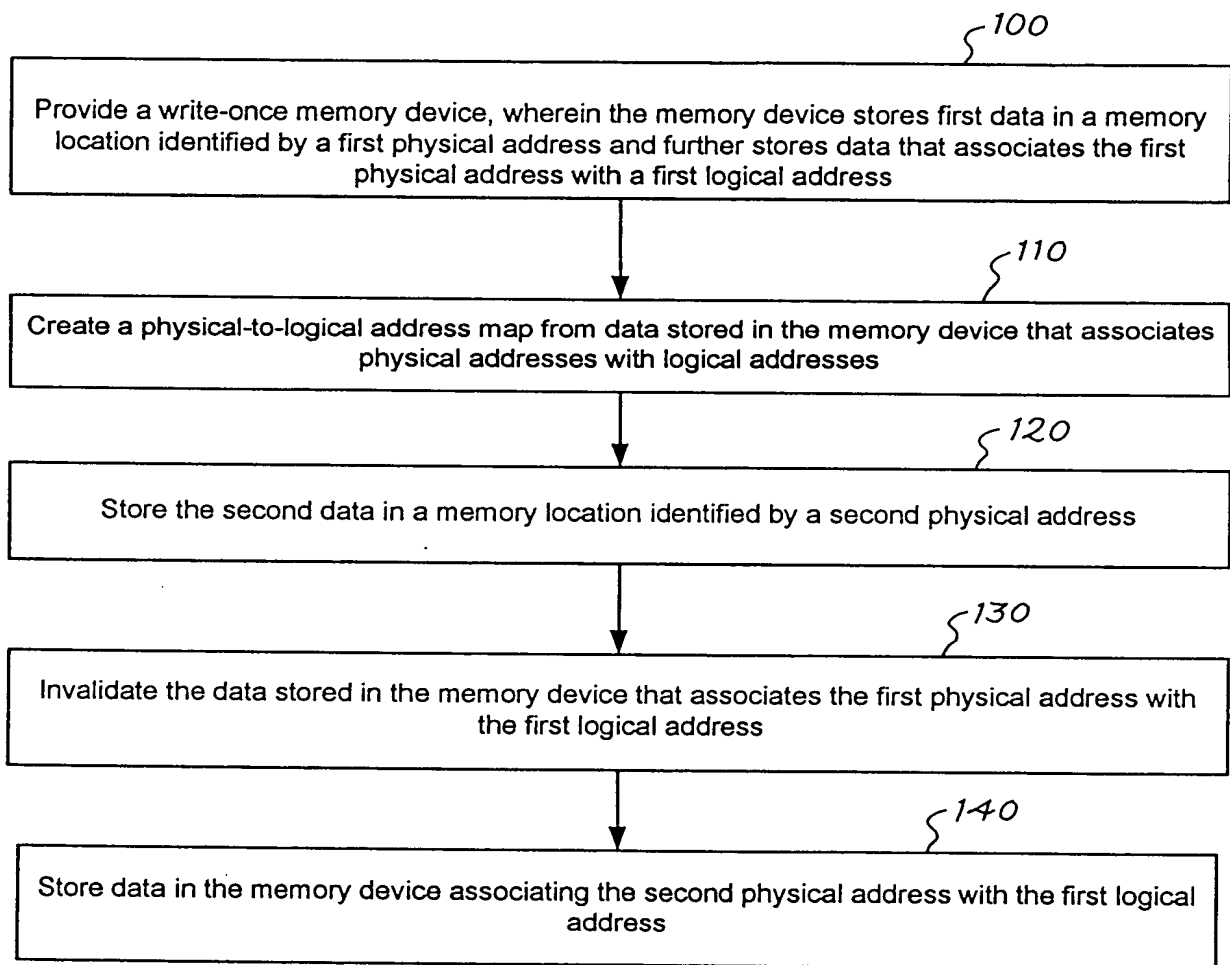 100
Provide a write-once memory device, wherein the memory device stores first data in a memory
location identified by a first physical address and further stores data that associates the first
physical address with a first logical address
110
Create a physical-to-logical address map from data stored in the memory device that associates
physical addresses with logical addresses
120
Store the second data in a memory location identified by a second physical address
130
Invalidate the data stored in the memory device that associates the first physical address with
the first logical address
140
Store data in the memory device associating the second physical address with the first logical
address